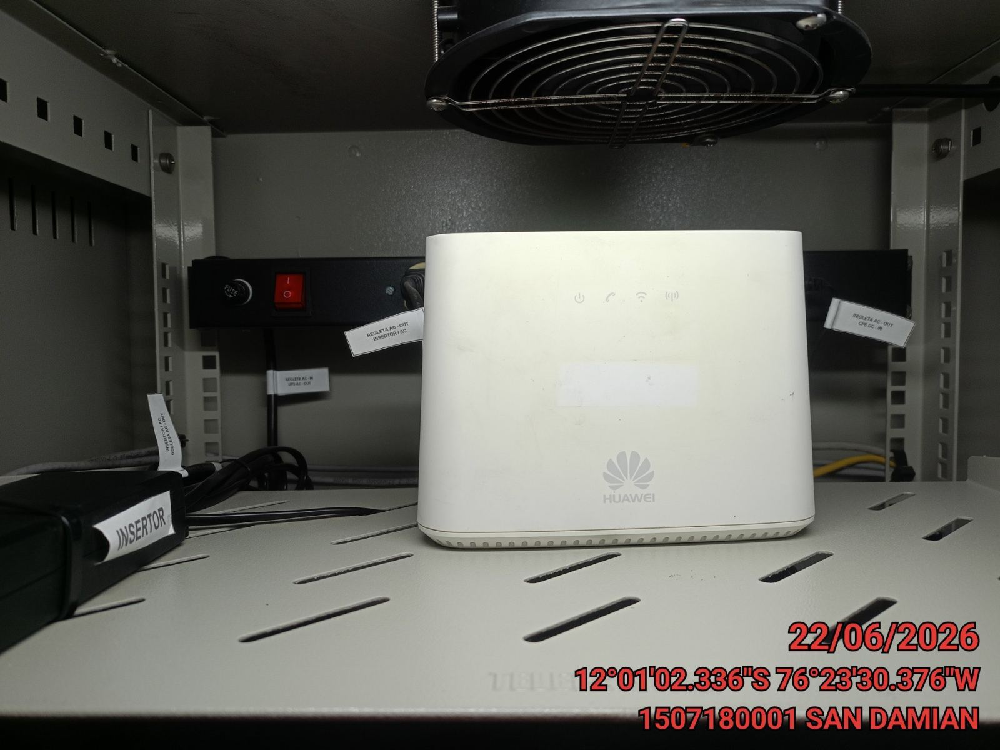 FUSE
REGLETA AC - OUT
INSERTOR / AC
REGLETA AC - OUT
CPE DC - IN
REGLETA AC - IN
UPS AC - OUT
INSERTOR / AC
REGLETA AC - OUT
INSERTOR
HUAWEI
22/06/2026
12°01'02.336"S 76°23'30.376"W
1507180001 SAN DAMIAN